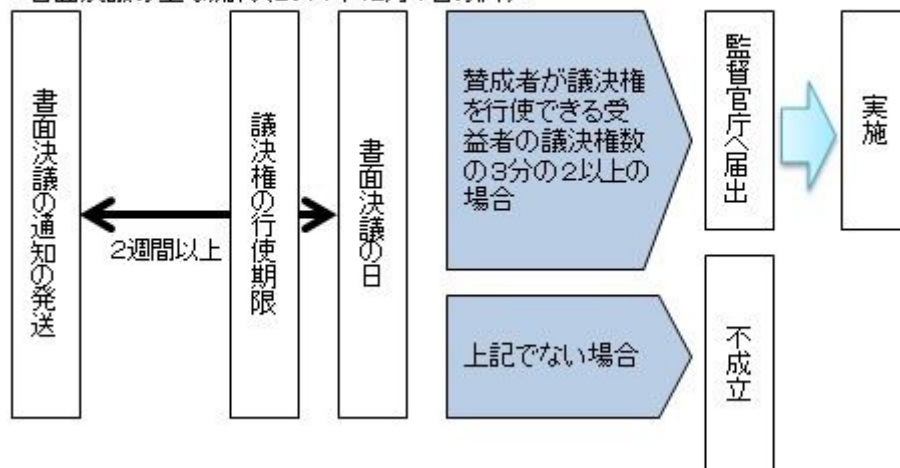 書面決議の通知の発送
2週間以上
議決権の行使期限
書面決議の日
賛成者が議決権
を行使できる受
益者の議決権数
の3分の2以上の
場合
監督官庁へ届出
実施
上記でない場合
不成立